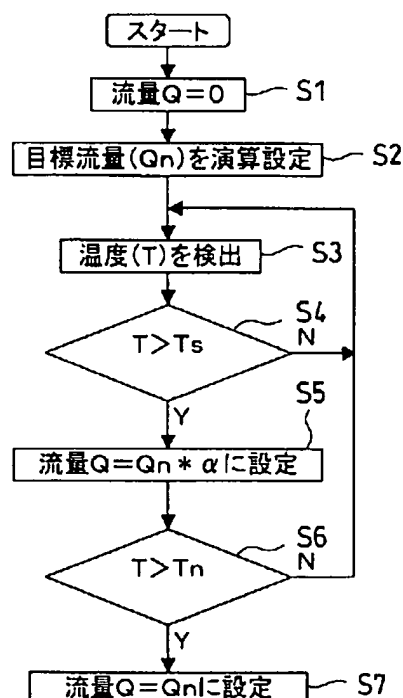 スタート
流量Q=0
S1
目標流量(Qn)を演算設定
S2
温度(T)を検出
S3
T>Ts
S4
N
Y
S5
流量Q=Qn*αに設定
T>Tn
S6
N
Y
流量Q=Qnに設定
S7